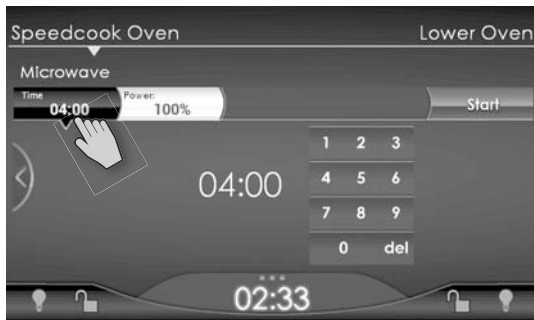 Speedcook Oven Lower Oven
Microwave
Time Power:
04:00 100% Start
1 2 3
04:00 4 5 6
7 8 9
0 del
02:33